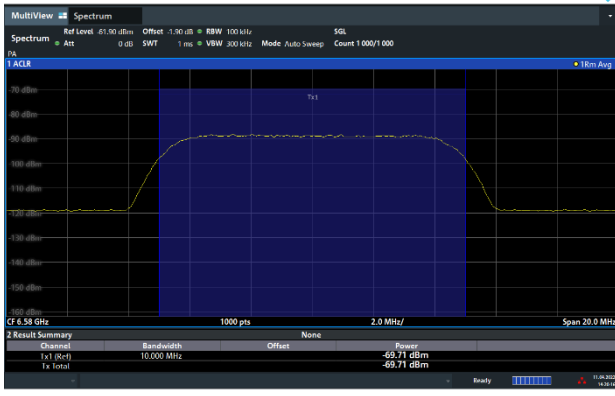 MultiView Spectrum
Ref Level -61.90 dBm Offset -1.90 dB RBW 100 kHz SGL
Spectrum Att 0 dB SWT 1 ms VBW 300 kHz Mode Auto Sweep Count 1 000/1 000
PA
1 ACLR 1Rm Avg
-70 dBm
Tx1
-80 dBm
-90 dBm
-100 dBm
-110 dBm
-120 dBm
-130 dBm
-140 dBm
-150 dBm
-160 dBm
CF 6.58 GHz 1000 pts 2.0 MHz/ Span 20.0 MHz
2 Result Summary None
Channel Bandwidth Offset Power
Tx1 (Ref) 10.000 MHz -69.71 dBm
Tx Total -69.71 dBm
Ready